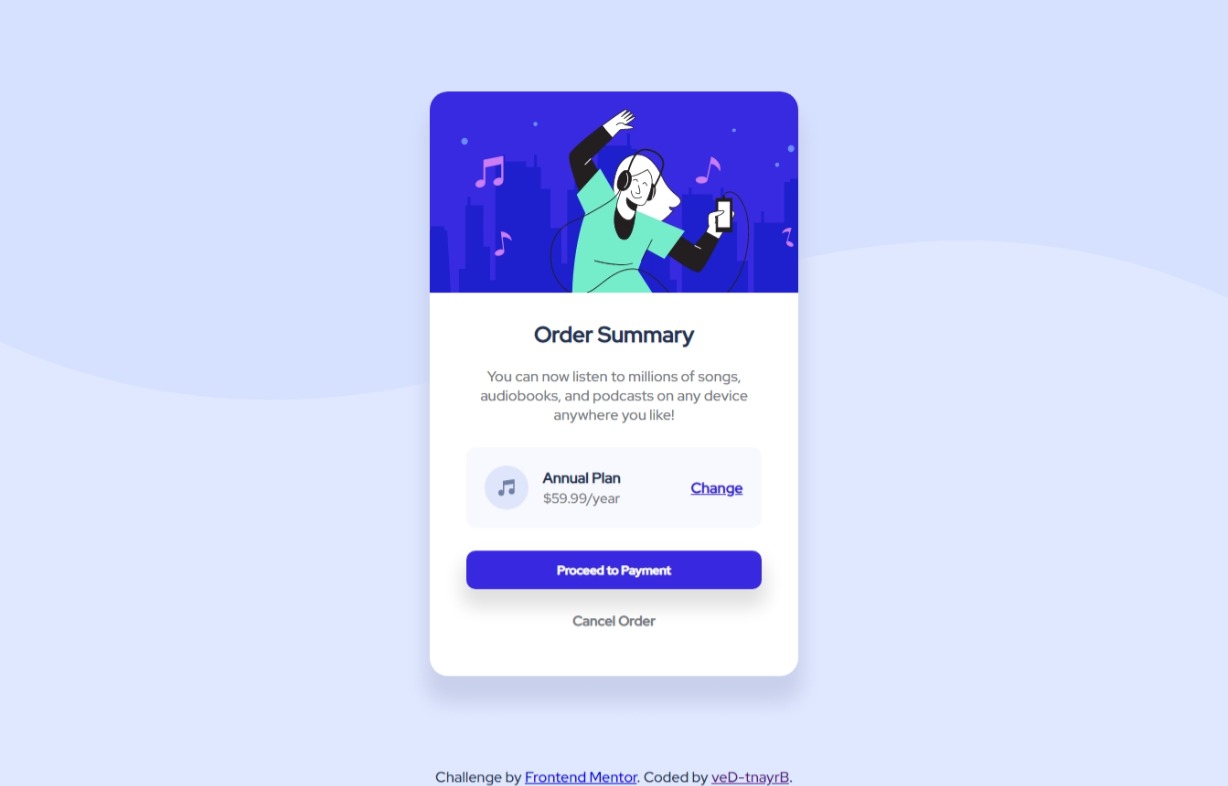 Order Summary
You can now listen to millions of songs,
audiobooks, and podcasts on any device
anywhere you like!
Annual Plan
$59.99/year
Change
Proceed to Payment
Cancel Order
Challenge by Frontend Mentor. Coded by veD-tnayrB.